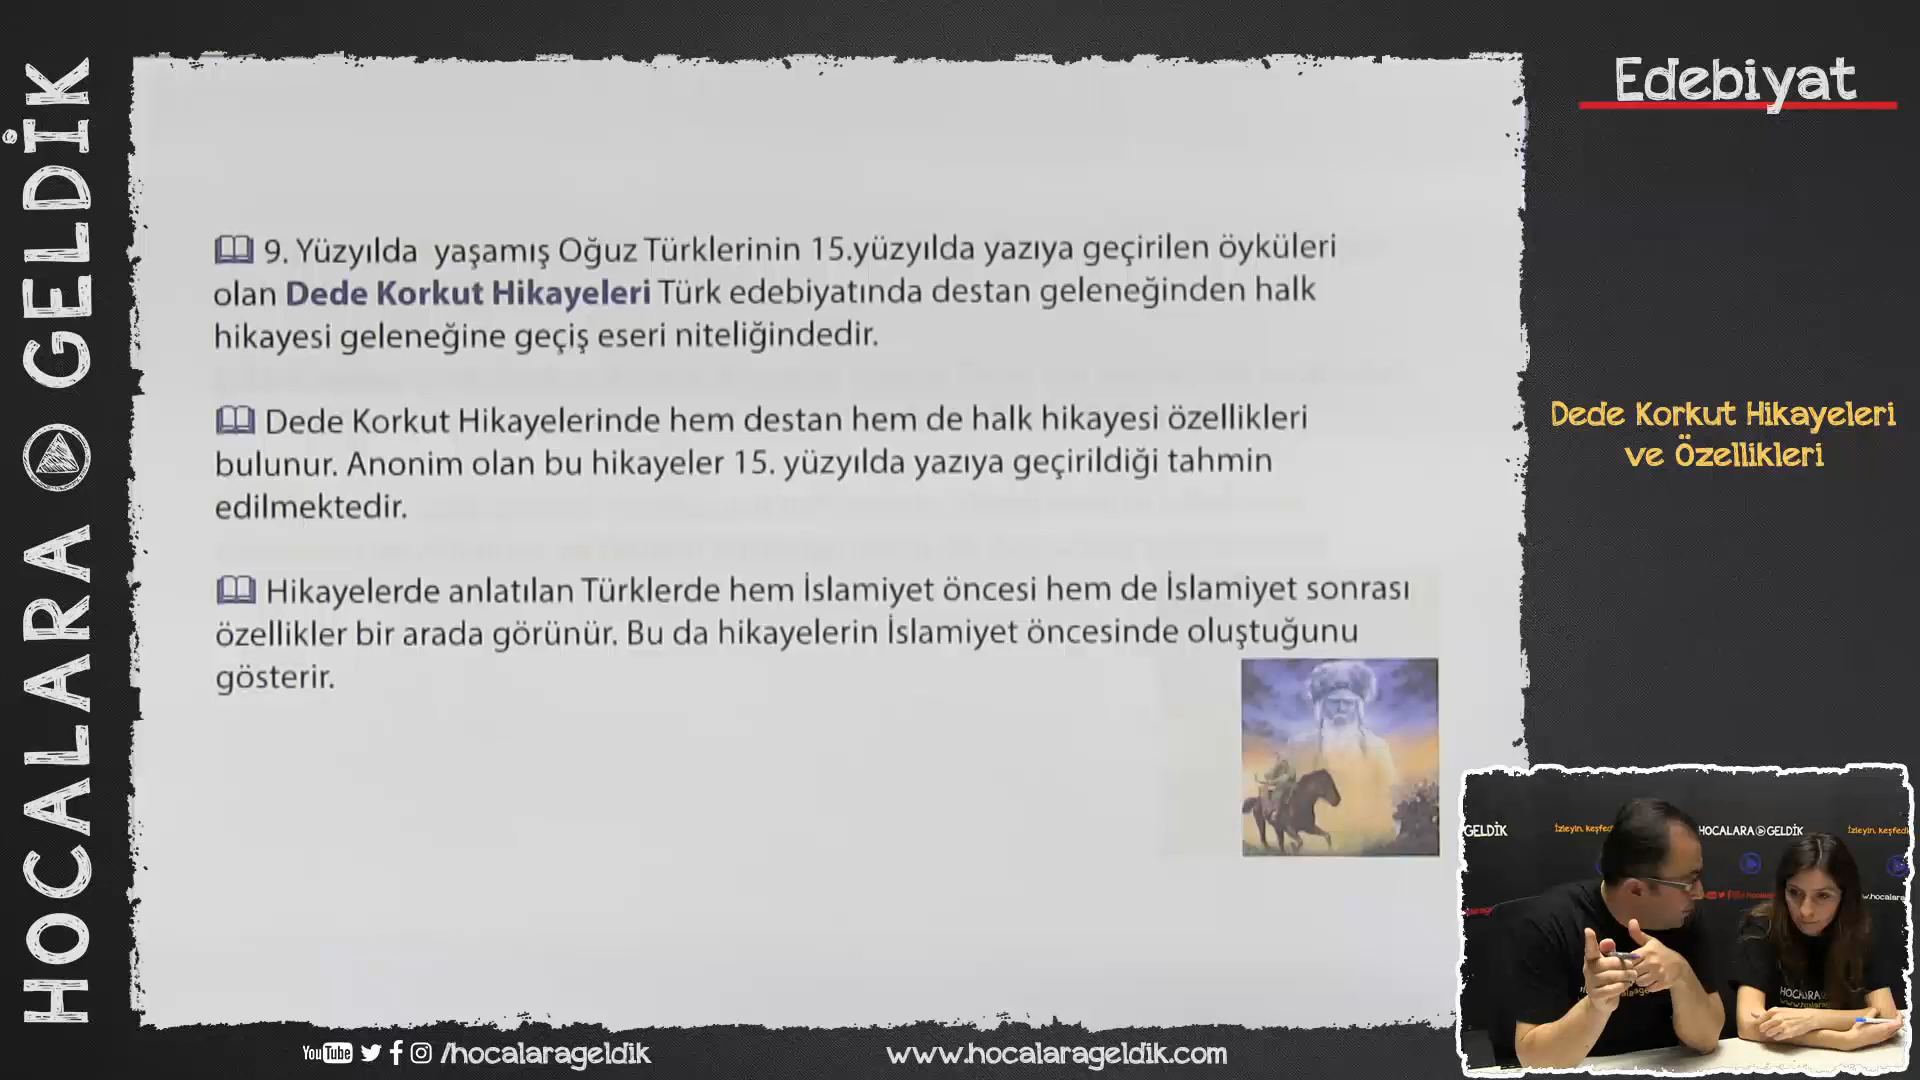 HOCALARA GELDİK
Edebiyat
9. Yüzyılda yaşamış Oğuz Türklerinin 15.yüzyılda yazıya geçirilen öyküleri
olan Dede Korkut Hikayeleri Türk edebiyatında destan geleneğinden halk
hikayesi geleneğine geçiş eseri niteliğindedir.
Dede Korkut Hikayelerinde hem destan hem de halk hikayesi özellikleri
bulunur. Anonim olan bu hikayeler 15. yüzyılda yazıya geçirildiği tahmin
edilmektedir.
Hikayelerde anlatılan Türklerde hem İslamiyet öncesi hem de İslamiyet sonrası
özellikler bir arada görünür. Bu da hikayelerin İslamiyet öncesinde oluştuğunu
gösterir.
Dede Korkut Hikayeleri
ve Özellikleri
GELDİK
HOCALARA GELDİK
YouTube /hocalarageldik
www.hocalarageldik.com